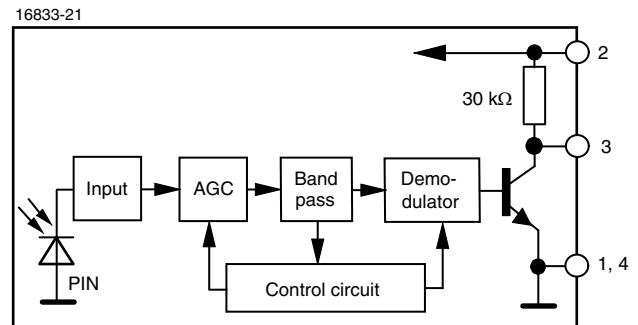 16833-21
2
30 kΩ
3
Input
AGC
Band
pass
Demo-
dulator
PIN
Control circuit
1, 4